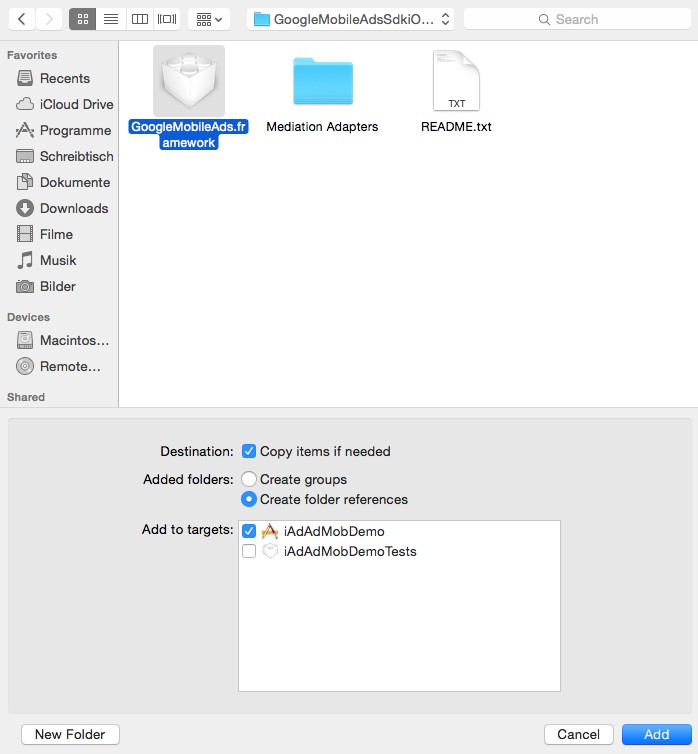 GoogleMobileAdsSdkiO...
Search
Favorites
Recents
iCloud Drive
Programme
Schreibtisch
Dokumente
Downloads
Filme
Musik
Bilder
Devices
Macintos...
Remote...
Shared
GoogleMobileAds.fr
amework
Mediation Adapters
TXT
README.txt
Destination: Copy items if needed
Added folders: Create groups
Create folder references
Add to targets: iAdAdMobDemo
iAdAdMobDemoTests
New Folder
Cancel
Add